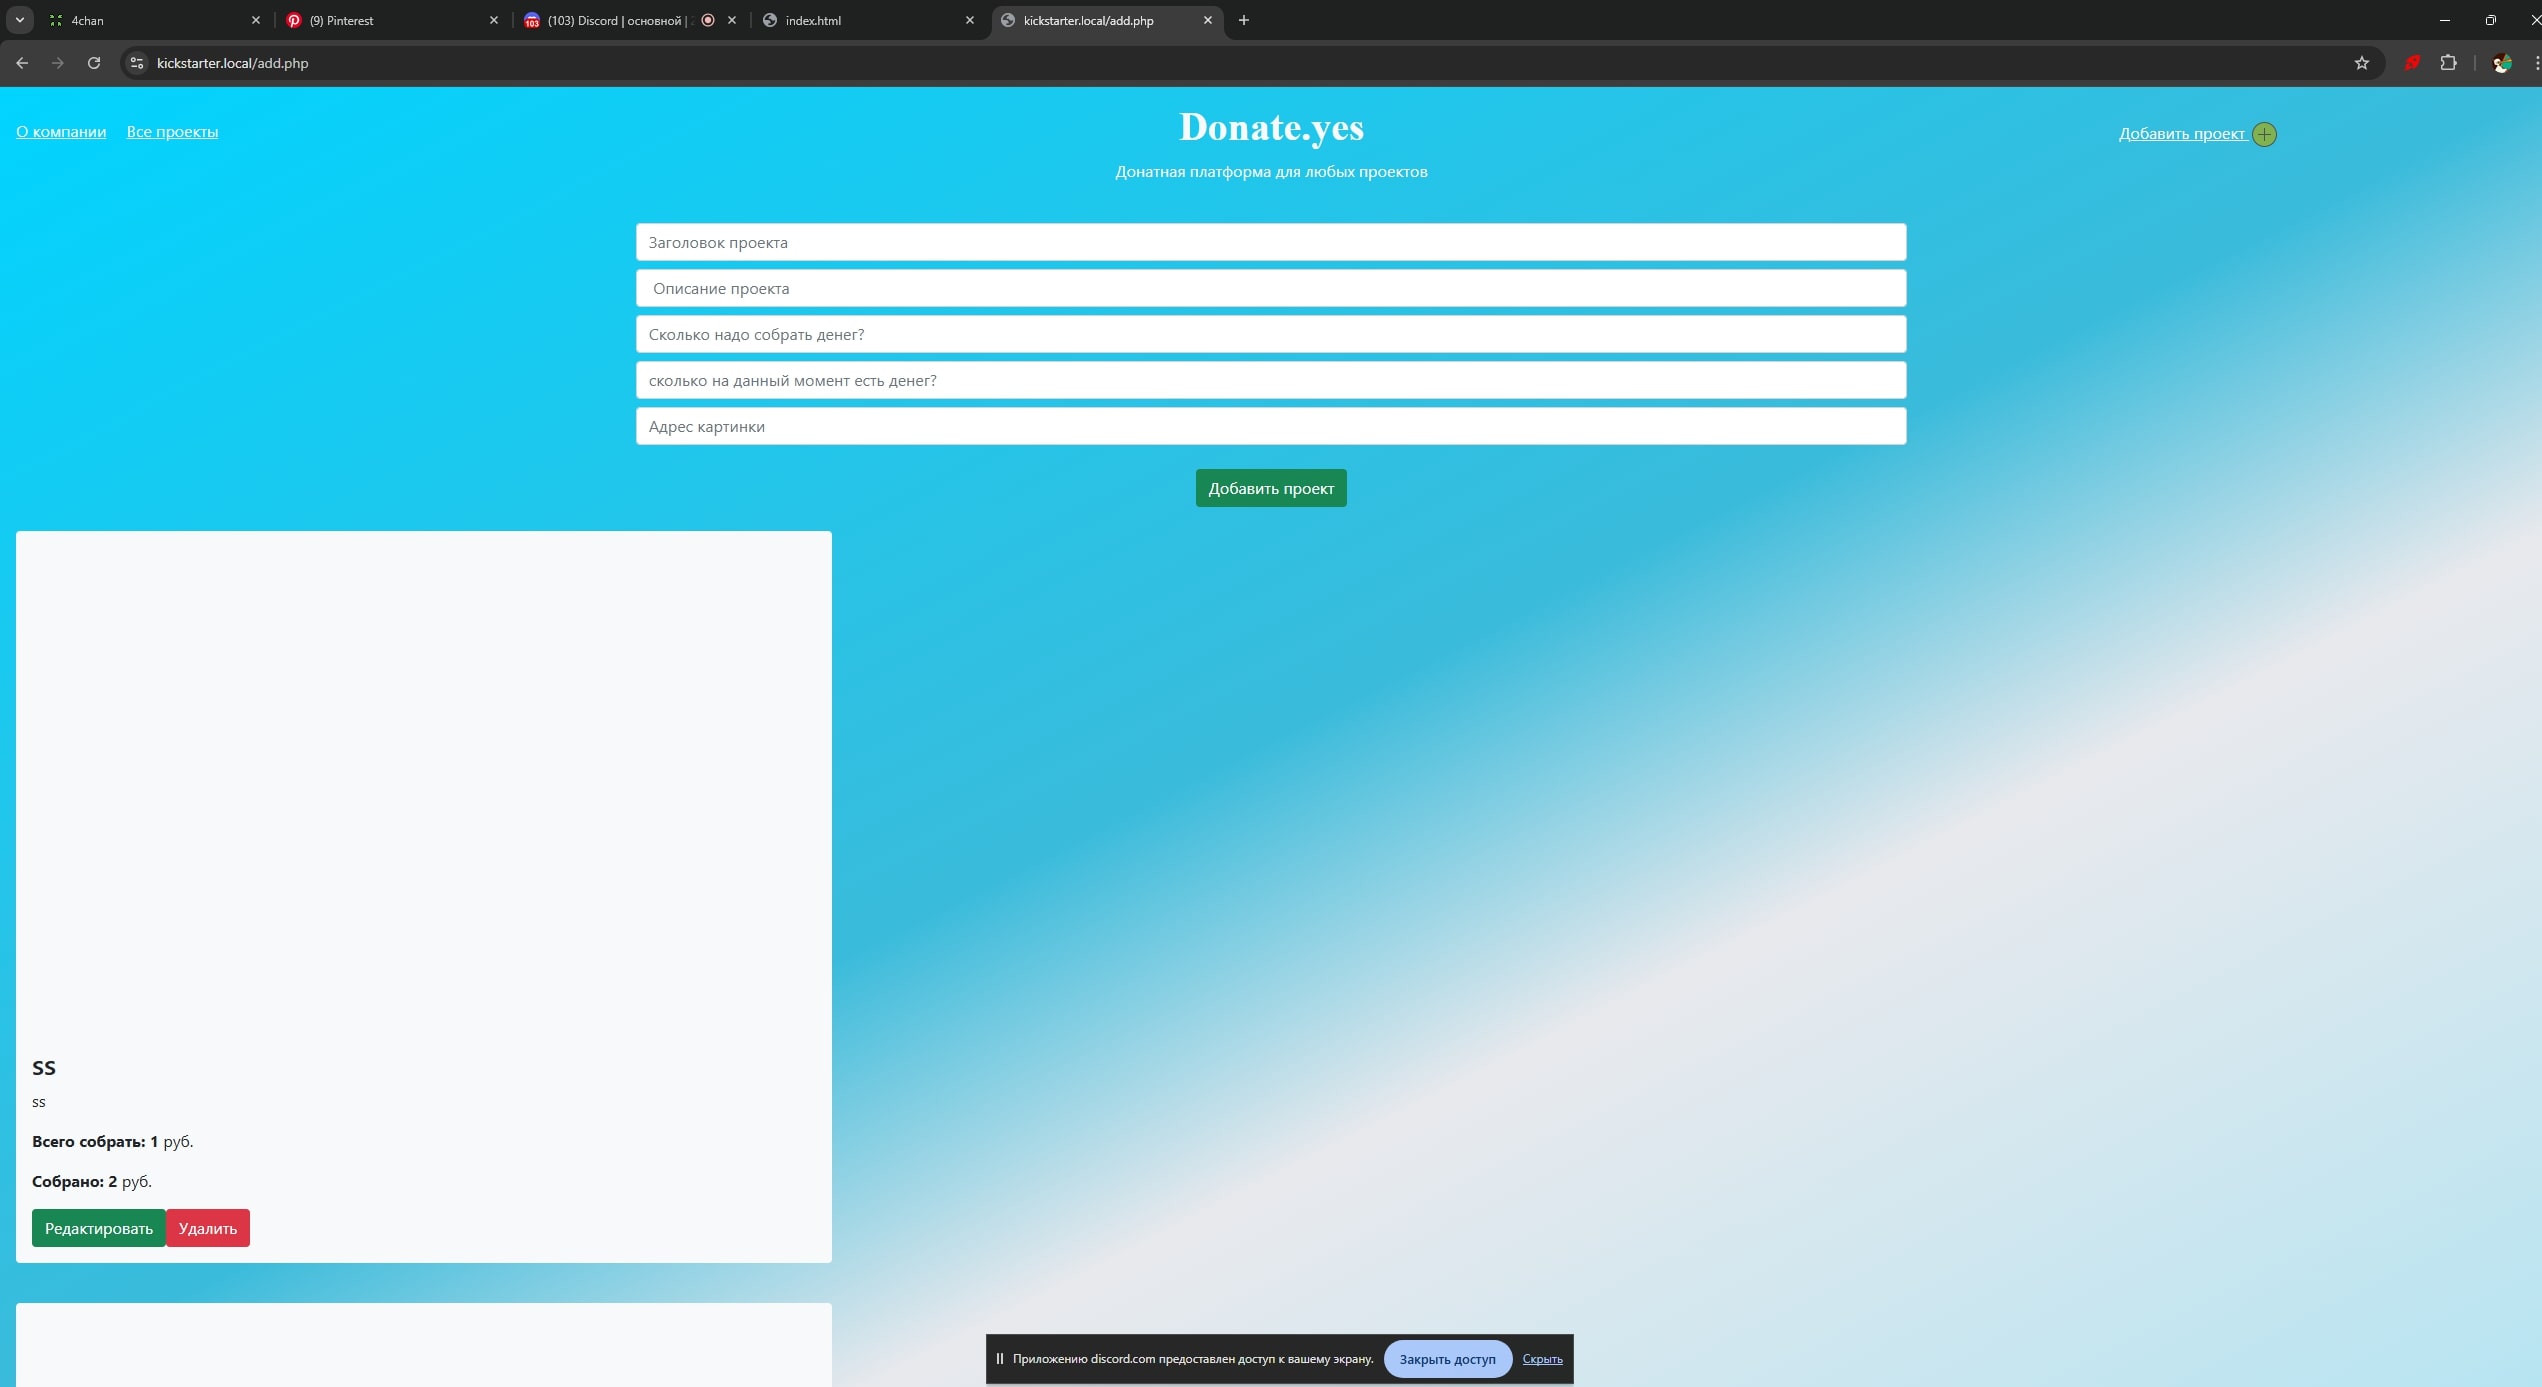 4chan
(9) Pinterest
(103) Discord | основной |
index.html
kickstarter.local/add.php
kickstarter.local/add.php
О компании
Все проекты
Donate.yes
Добавить проект
Донатная платформа для любых проектов
Заголовок проекта
Описание проекта
Сколько надо собрать денег?
сколько на данный момент есть денег?
Адрес картинки
Добавить проект
SS
ss
Всего собрать: 1 руб.
Собрано: 2 руб.
Редактировать
Удалить
Приложению discord.com предоставлен доступ к вашему экрану.
Закрыть доступ
Скрыть